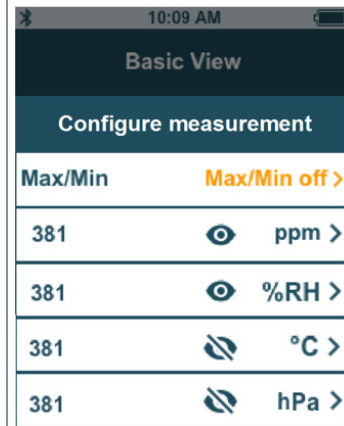 10:09 AM
Basic View
Configure measurement
Max/Min Max/Min off >
381 ppm >
381 %RH >
381 °C >
381 hPa >